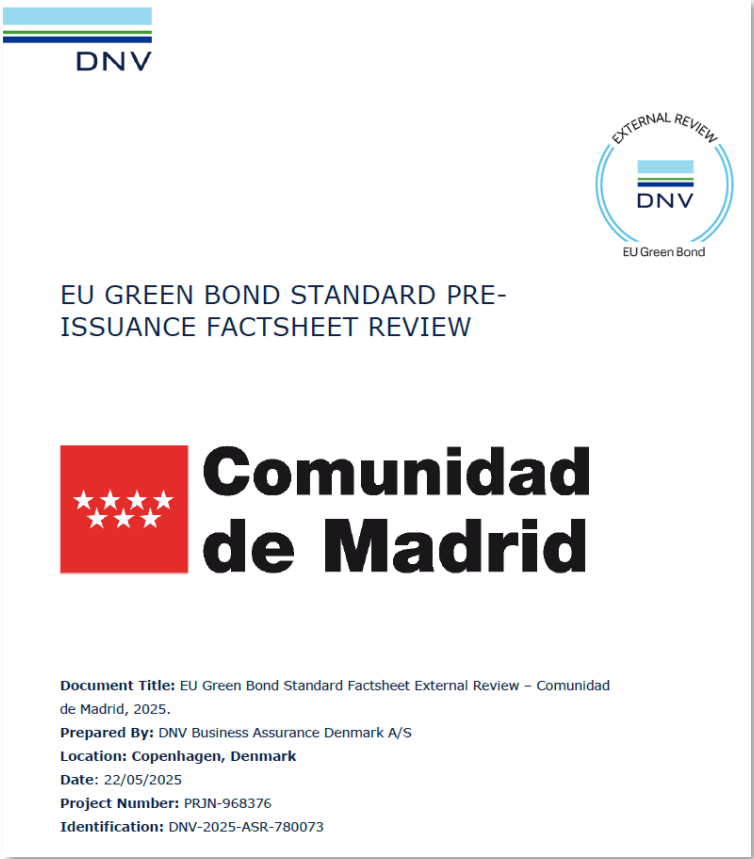 DNV
EXTERNAL REVIEW
DNV
EU Green Bond
EU GREEN BOND STANDARD PRE-
ISSUANCE FACTSHEET REVIEW
Comunidad
de Madrid
Document Title: EU Green Bond Standard Factsheet External Review – Comunidad
de Madrid, 2025.
Prepared By: DNV Business Assurance Denmark A/S
Location: Copenhagen, Denmark
Date: 22/05/2025
Project Number: PRJN-968376
Identification: DNV-2025-ASR-780073